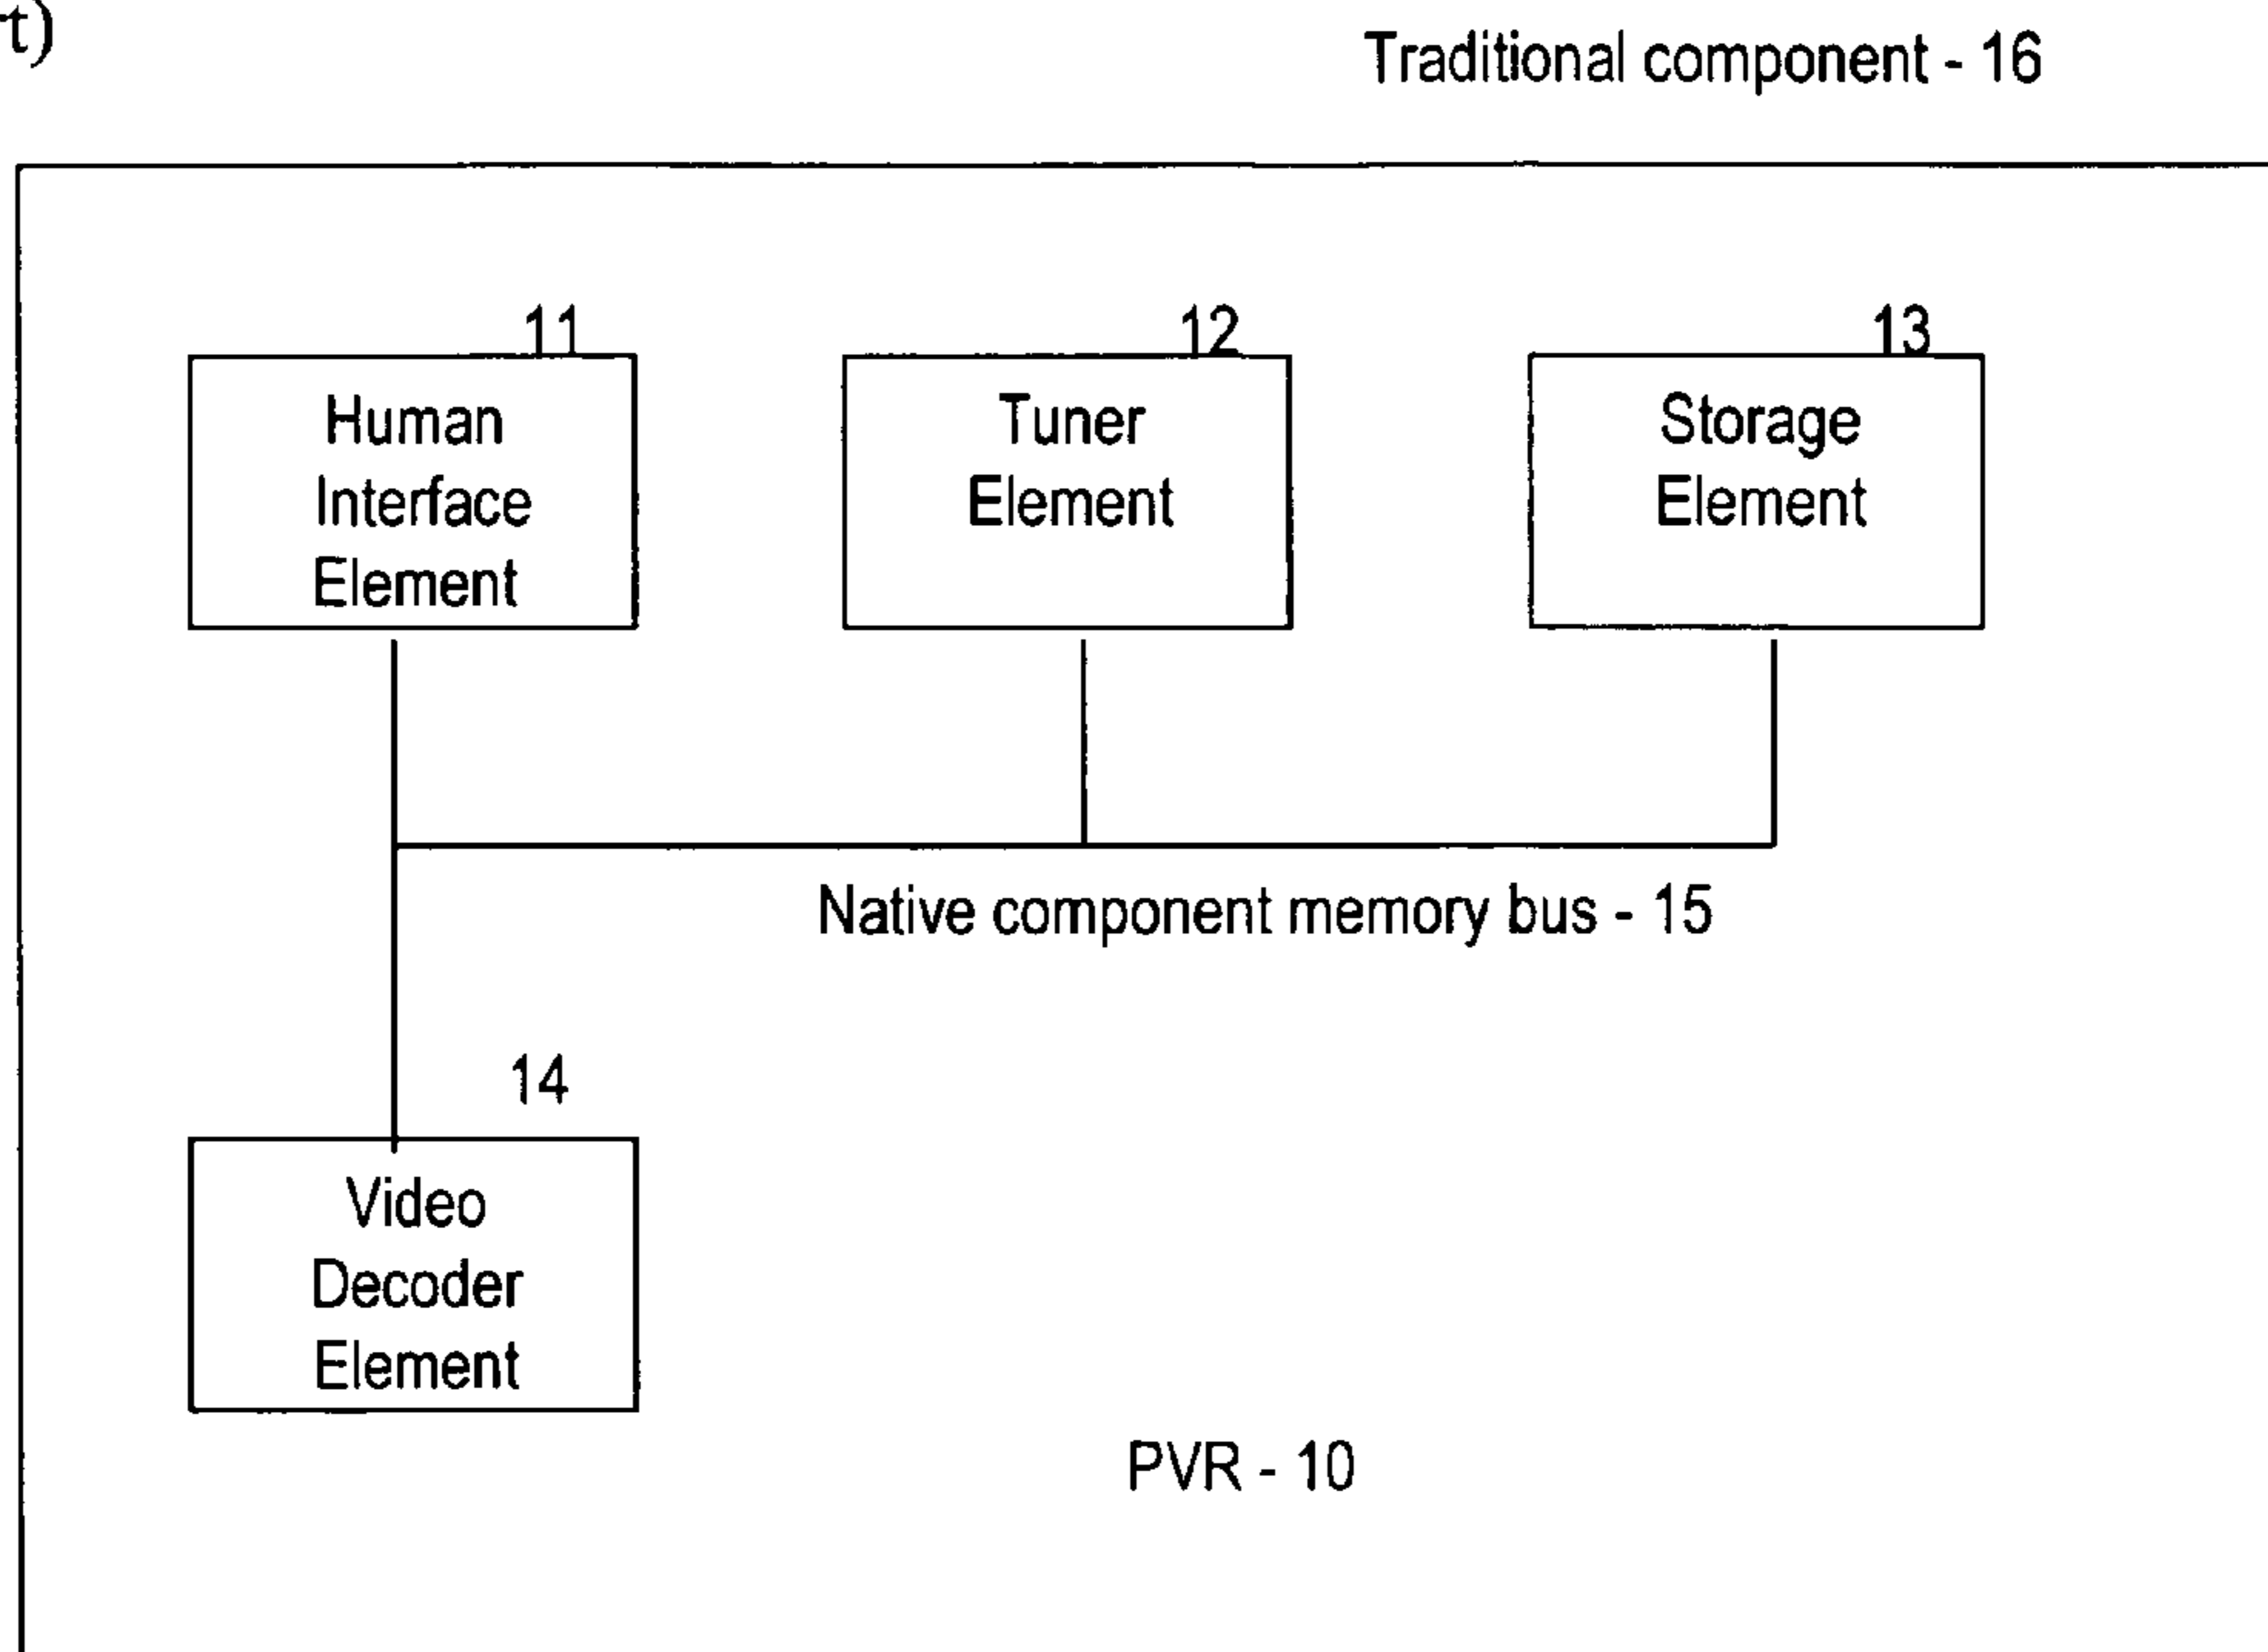 t)
Traditional component - 16
11
12
13
Human
Interface
Element
Tuner
Element
Storage
Element
Native component memory bus - 15
14
Video
Decoder
Element
PVR - 10